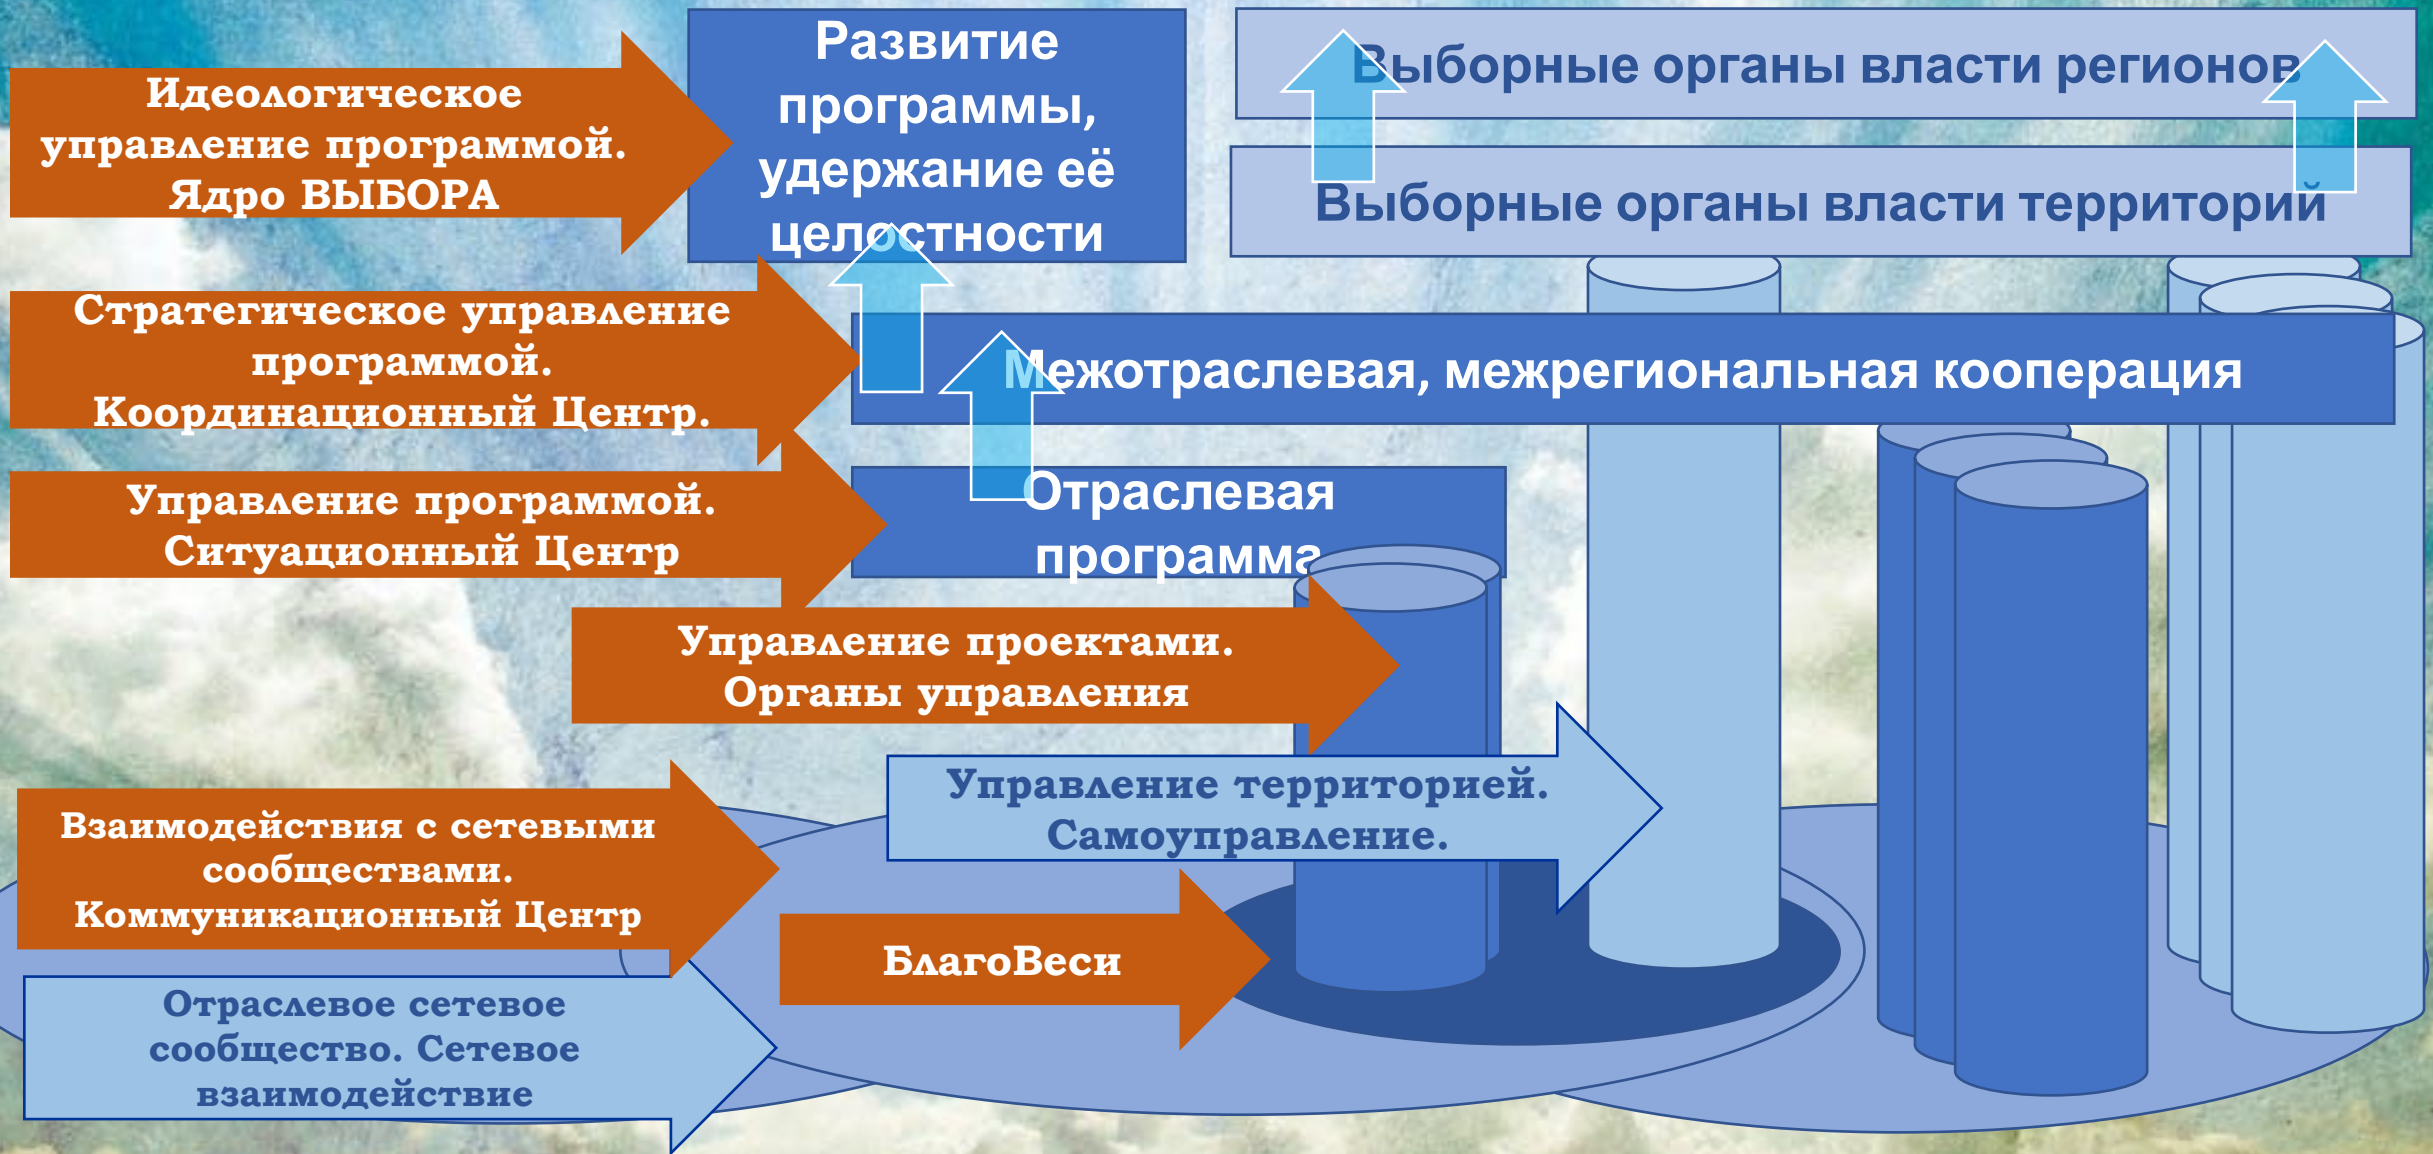 Идеологическое
управление программой.
Ядро ВЫБОРА
Развитие
программы,
удержание её
целостности
Выборные органы власти регионов
Выборные органы власти территорий
Стратегическое управление
программой.
Координационный Центр.
Межотраслевая, межрегиональная кооперация
Управление программой.
Ситуационный Центр
Отраслевая
программа
Управление проектами.
Органы управления
Управление территорией.
Самоуправление.
Взаимодействия с сетевыми
сообществами.
Коммуникационный Центр
БлагоВеси
Отраслевое сетевое
сообщество. Сетевое
взаимодействие